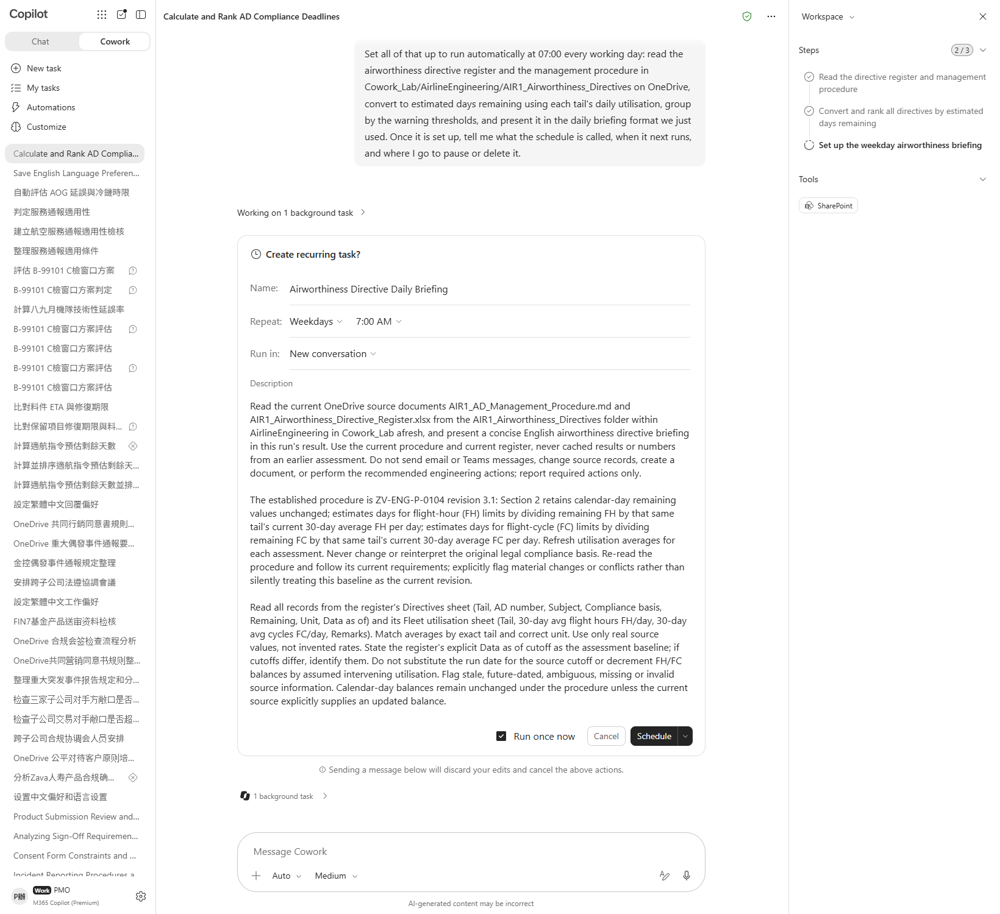 Copilot
Chat
Cowork
New task
My tasks
Automations
Customize
Calculate and Rank AD Complia...
Save English Language Preferen...
自動評估 AOG 延誤與冷鏈時限
判定服務通報適用性
建立航空服務通報適用性檢核
整理服務通報適用條件
評估 B-99101 C檢窗口方案
B-99101 C檢窗口方案判定
計算八九月機隊技術性延誤率
B-99101 C檢窗口方案評估
B-99101 C檢窗口方案評估
B-99101 C檢窗口方案評估
B-99101 C檢窗口方案評估
比對料件 ETA 與修復期限
比對保留項目修復期限與料...
計算適航指令預估剩餘天數
計算並排序適航指令預估剩餘天...
計算適航指令預估剩餘天數並排...
設定繁體中文回覆偏好
OneDrive 共同行銷同意書規則...
OneDrive 重大偶發事件通報要...
金控偶發事件通報規定整理
安排跨子公司法遵協調會議
設定繁體中文工作偏好
FIN7基金产品送审资料检核
OneDrive 合规会签检查流程分析
OneDrive共同营销同意书规则整...
整理重大突发事件报告规定和分...
检查三家子公司对手方敞口是否...
检查子公司交易对手敞口是否超...
跨子公司合规协调会人员安排
OneDrive 公平对待客户原则培...
分析Zava人寿产品合规确...
设置中文偏好和语言设置
Product Submission Review and...
Analyzing Sign-Off Requiremen...
Consent Form Constraints and ...
Incident Reporting Procedures a
P辦
Work PMO
M365 Copilot (Premium)
Calculate and Rank AD Compliance Deadlines
Set all of that up to run automatically at 07:00 every working day: read the
airworthiness directive register and the management procedure in
Cowork_Lab/AirlineEngineering/AIR1_Airworthiness_Directives on OneDrive,
convert to estimated days remaining using each tail's daily utilisation, group
by the warning thresholds, and present it in the daily briefing format we just
used. Once it is set up, tell me what the schedule is called, when it next runs,
and where I go to pause or delete it.
Working on 1 background task
Create recurring task?
Name: Airworthiness Directive Daily Briefing
Repeat: Weekdays 7:00 AM
Run in: New conversation
Description
Read the current OneDrive source documents AIR1_AD_Management_Procedure.md and
AIR1_Airworthiness_Directive_Register.xlsx from the AIR1_Airworthiness_Directives folder within
AirlineEngineering in Cowork_Lab afresh, and present a concise English airworthiness directive briefing
in this run's result. Use the current procedure and current register, never cached results or numbers
from an earlier assessment. Do not send email or Teams messages, change source records, create a
document, or perform the recommended engineering actions; report required actions only.
The established procedure is ZV-ENG-P-0104 revision 3.1: Section 2 retains calendar-day remaining
values unchanged; estimates days for flight-hour (FH) limits by dividing remaining FH by that same
tail's current 30-day average FH per day; estimates days for flight-cycle (FC) limits by dividing
remaining FC by that same tail's current 30-day average FC per day. Refresh utilisation averages for
each assessment. Never change or reinterpret the original legal compliance basis. Re-read the
procedure and follow its current requirements; explicitly flag material changes or conflicts rather than
silently treating this baseline as the current revision.
Read all records from the register's Directives sheet (Tail, AD number, Subject, Compliance basis,
Remaining, Unit, Data as of) and its Fleet utilisation sheet (Tail, 30-day avg flight hours FH/day, 30-day
avg cycles FC/day, Remarks). Match averages by exact tail and correct unit. Use only real source
values, not invented rates. State the register's explicit Data as of cutoff as the assessment baseline; if
cutoffs differ, identify them. Do not substitute the run date for the source cutoff or decrement FH/FC
balances by assumed intervening utilisation. Flag stale, future-dated, ambiguous, missing or invalid
source information. Calendar-day balances remain unchanged under the procedure unless the current
source explicitly supplies an updated balance.
Run once now
Cancel
Schedule
Sending a message below will discard your edits and cancel the above actions.
1 background task
Message Cowork
Auto
Medium
AI-generated content may be incorrect
Workspace
Steps
2 / 3
Read the directive register and management
procedure
Convert and rank all directives by estimated
days remaining
Set up the weekday airworthiness briefing
Tools
SharePoint